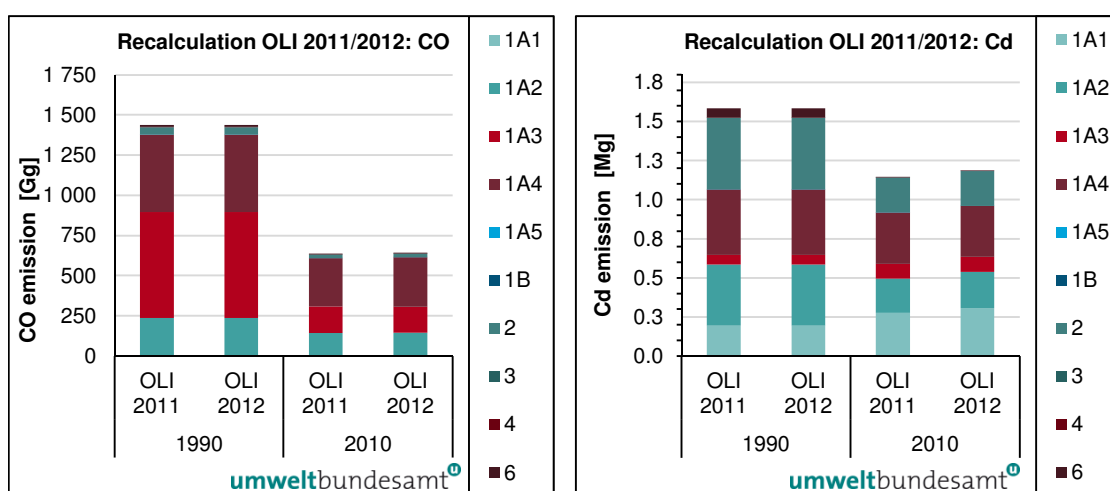 Recalculation OLI 2011/2012: CO
CO emission [Gg]
1 750
1 500
1 250
1 000
750
500
250
0
OLI 2011
OLI 2012
OLI 2011
OLI 2012
1990
2010
1A1
1A2
1A3
1A4
1A5
1B
2
3
4
6
umweltbundesamt u
Recalculation OLI 2011/2012: Cd
Cd emission [Mg]
1.8
1.5
1.3
1.0
0.8
0.5
0.3
0.0
OLI 2011
OLI 2012
OLI 2011
OLI 2012
1990
2010
1A1
1A2
1A3
1A4
1A5
1B
2
3
4
6
umweltbundesamt u